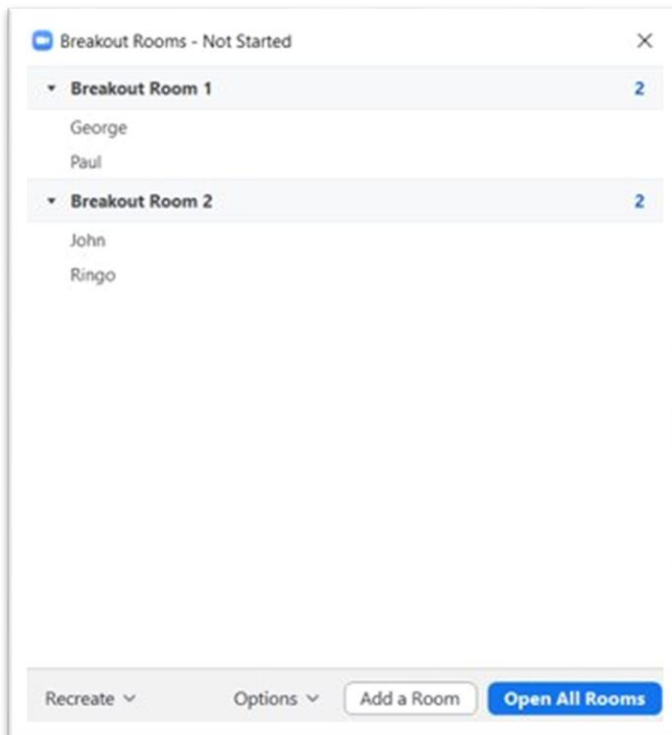 Breakout Rooms - Not Started
Breakout Room 1 2
George
Paul
Breakout Room 2 2
John
Ringo
Recreate Options Add a Room Open All Rooms